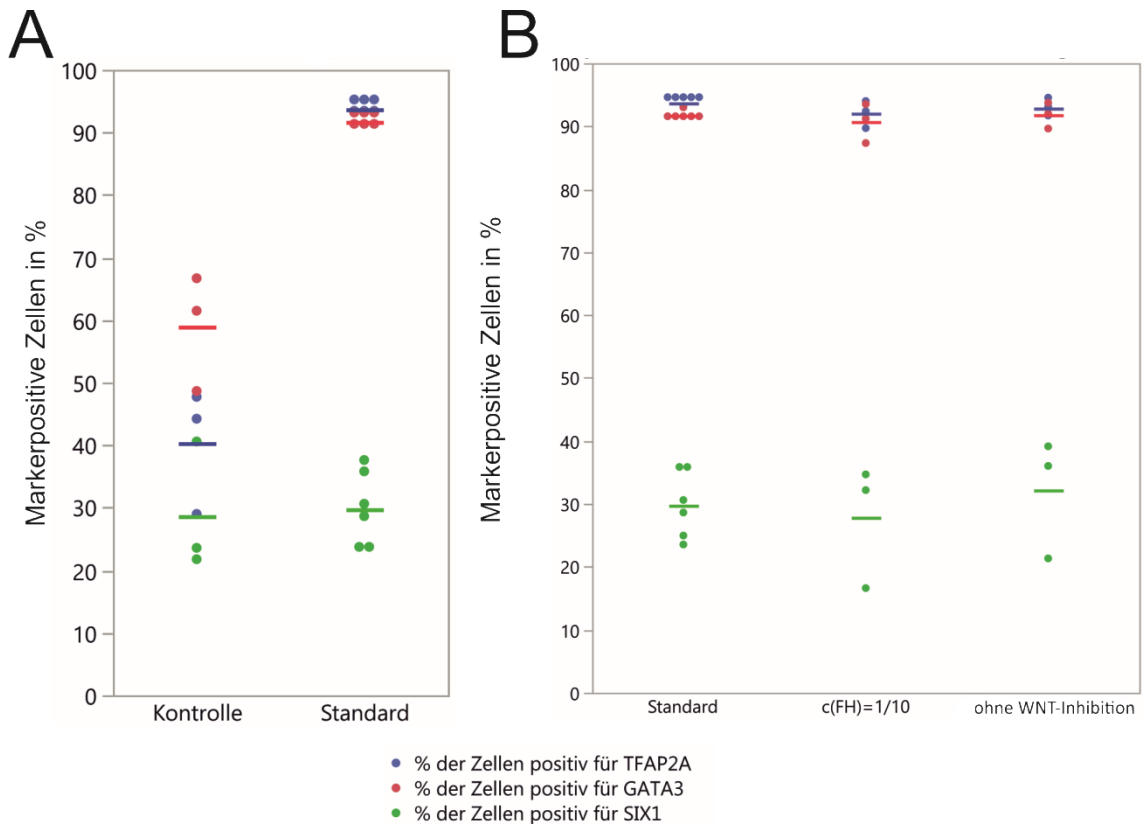 A
Markerpositive Zellen in %
100
90
80
70
60
50
40
30
20
10
0
Kontrolle Standard
B
Markerpositive Zellen in %
100
90
80
70
60
50
40
30
20
10
0
Standard c(FH)=1/10 ohne WNT-Inhibition
% der Zellen positiv für TFAP2A
% der Zellen positiv für GATA3
% der Zellen positiv für SIX1